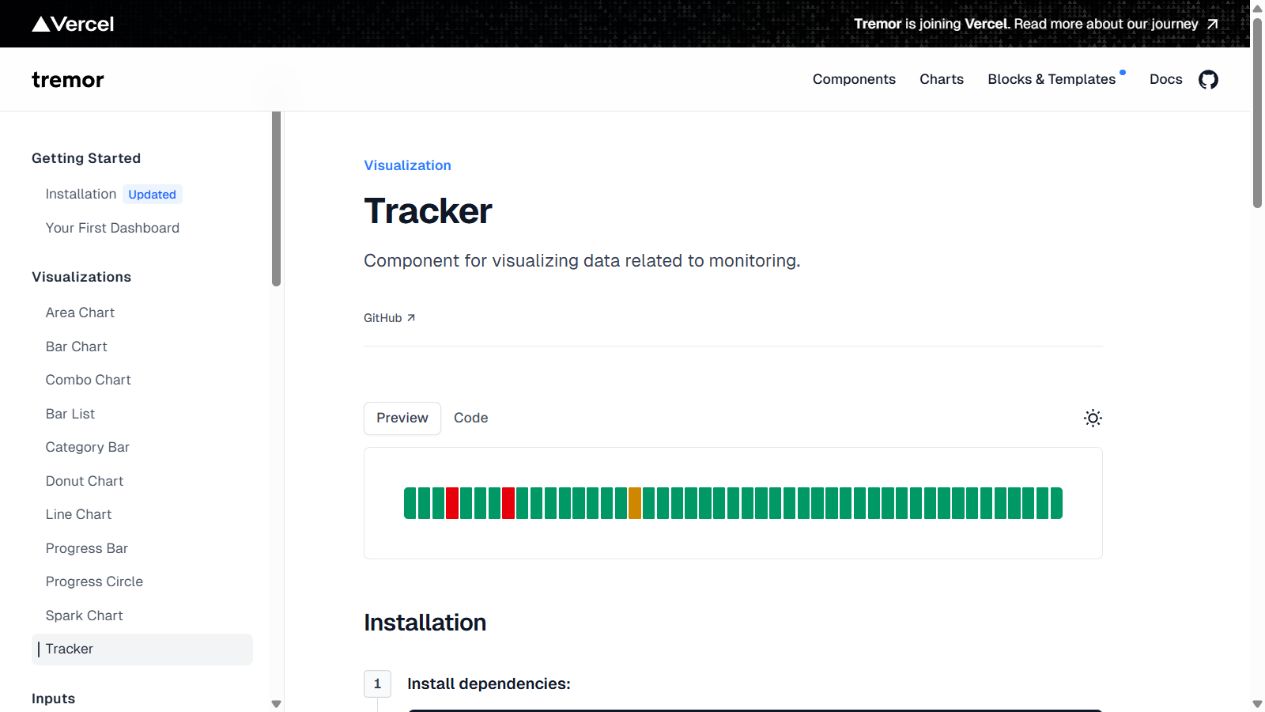 Vercel
Tremor is joining Vercel. Read more about our journey
tremor
Components
Charts
Blocks & Templates
Docs
Getting Started
Installation Updated
Your First Dashboard
Visualizations
Area Chart
Bar Chart
Combo Chart
Bar List
Category Bar
Donut Chart
Line Chart
Progress Bar
Progress Circle
Spark Chart
Tracker
Inputs
Visualization
Tracker
Component for visualizing data related to monitoring.
GitHub
Preview
Code
Installation
1
Install dependencies: